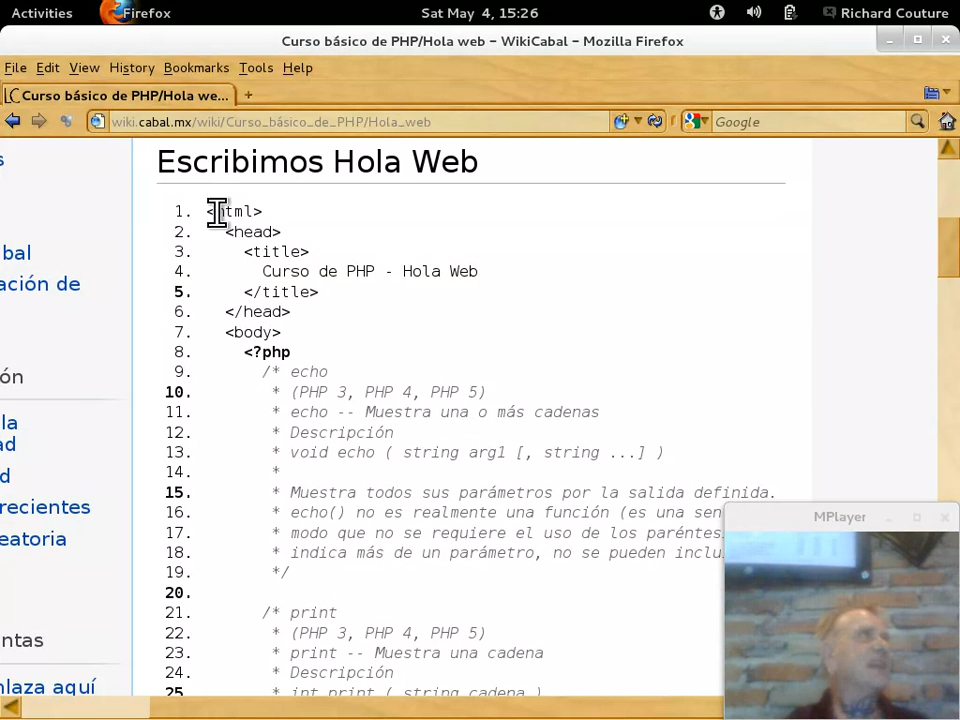 Activities Firefox Sat May 4, 15:26 Richard Couture
Curso básico de PHP/Hola web - WikiCabal - Mozilla Firefox
File Edit View History Bookmarks Tools Help
Curso básico de PHP/Hola we... +
wiki.cabal.mx/wiki/Curso_básico_de_PHP/Hola_web Google
s
bal
ación de
ón
la
ad
d
recientes
eatoria
ntas
nlaza aquí
Escribimos Hola Web
1. <html>
2. <head>
3. <title>
4. Curso de PHP - Hola Web
5. </title>
6. </head>
7. <body>
8. <?php
9. /* echo
10. * (PHP 3, PHP 4, PHP 5)
11. * echo -- Muestra una o más cadenas
12. * Descripción
13. * void echo ( string arg1 [, string ...] )
14. *
15. * Muestra todos sus parámetros por la salida definida.
16. * echo() no es realmente una función (es una sen
17. * modo que no se requiere el uso de los parénte
18. * indica más de un parámetro, no se pueden inclu
19. */
20.
21. /* print
22. * (PHP 3, PHP 4, PHP 5)
23. * print -- Muestra una cadena
24. * Descripción
25. * int print ( string cadena )
MPlayer